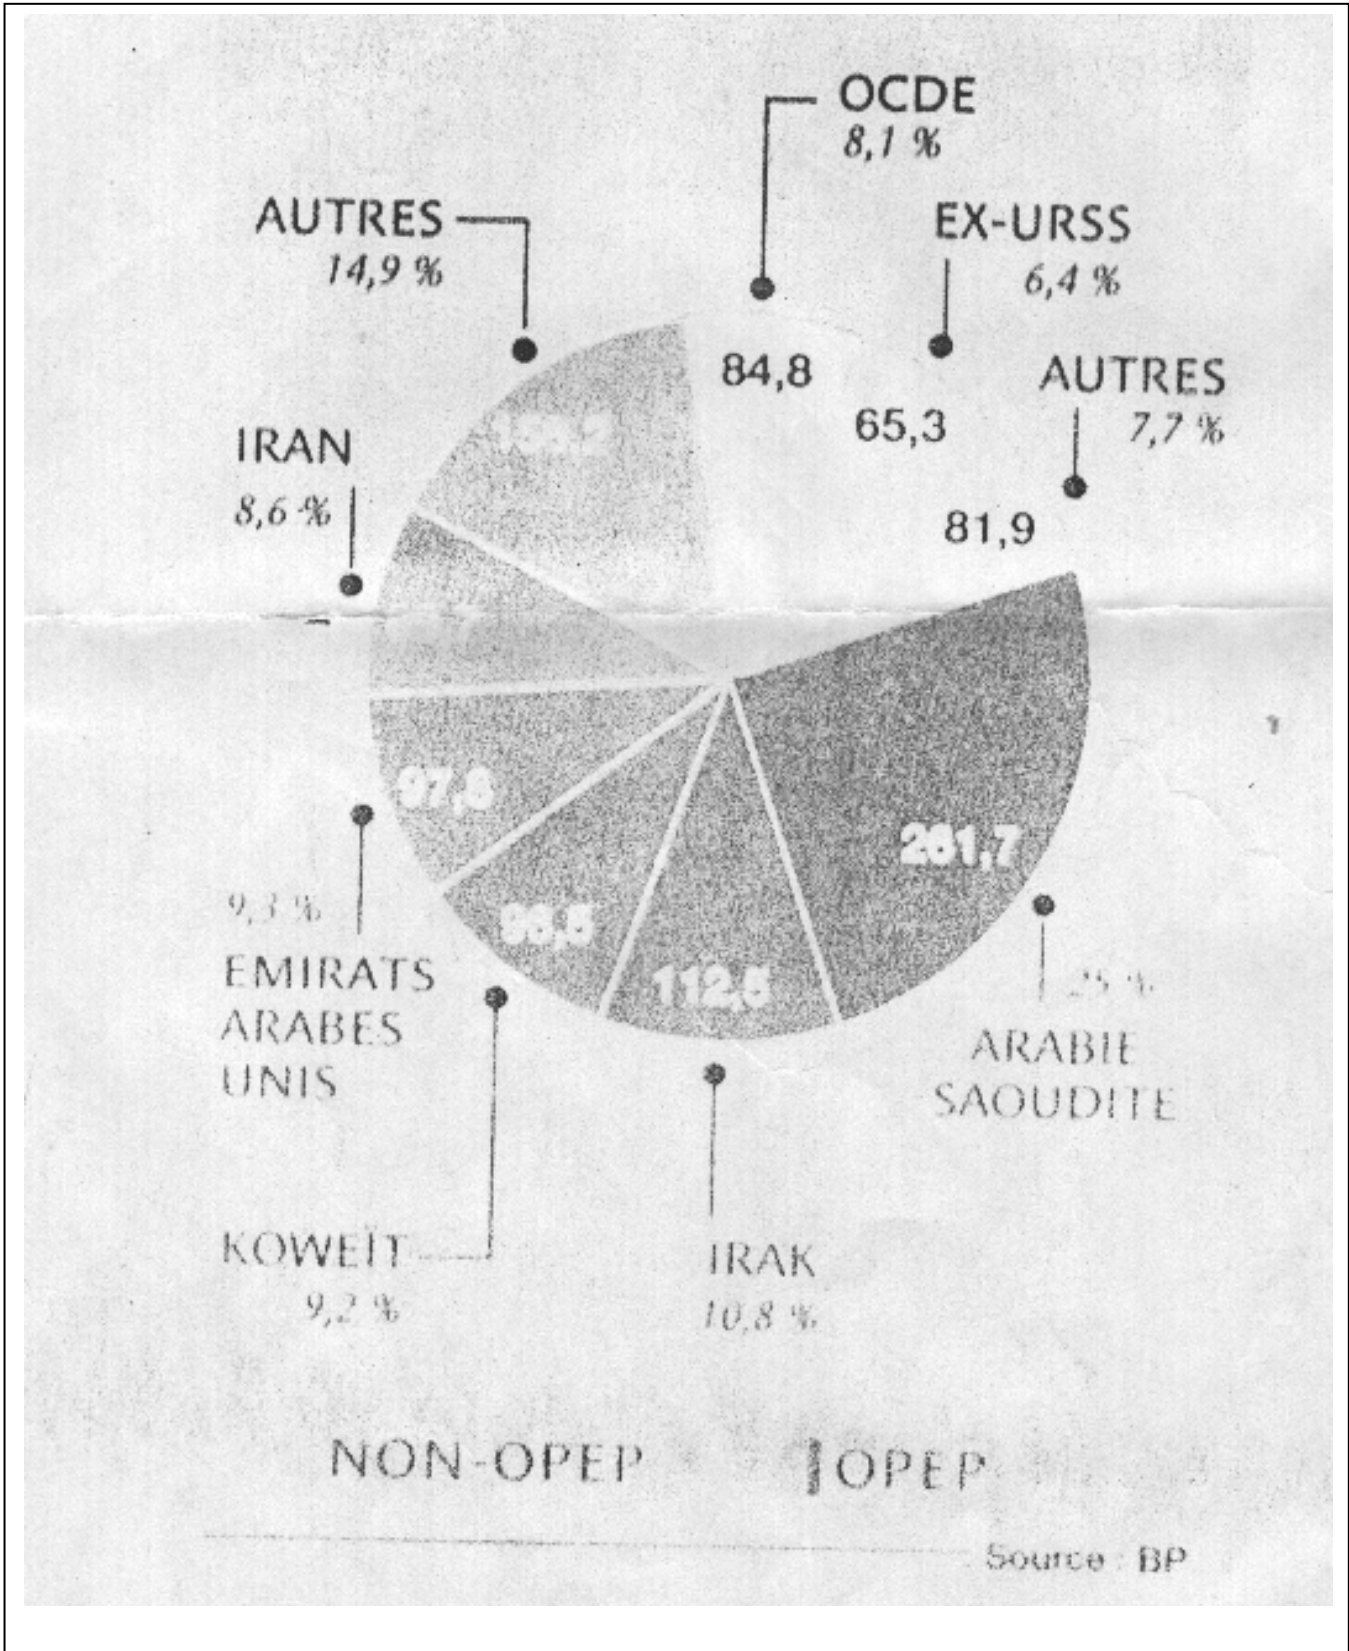 OCDE
8,1 %
AUTRES
14,9 %
EX-URSS
6,4 %
AUTRES
7,7 %
IRAN
8,6 %
84,8
65,3
81,9
97,8
96,5
112,5
261,7
9,3 %
EMIRATS
ARABES
UNIS
25 %
ARABIE
SAOUDITE
KOWEÏT
9,2 %
IRAK
10,8 %
NON-OPEP
OPEP
Source : BP